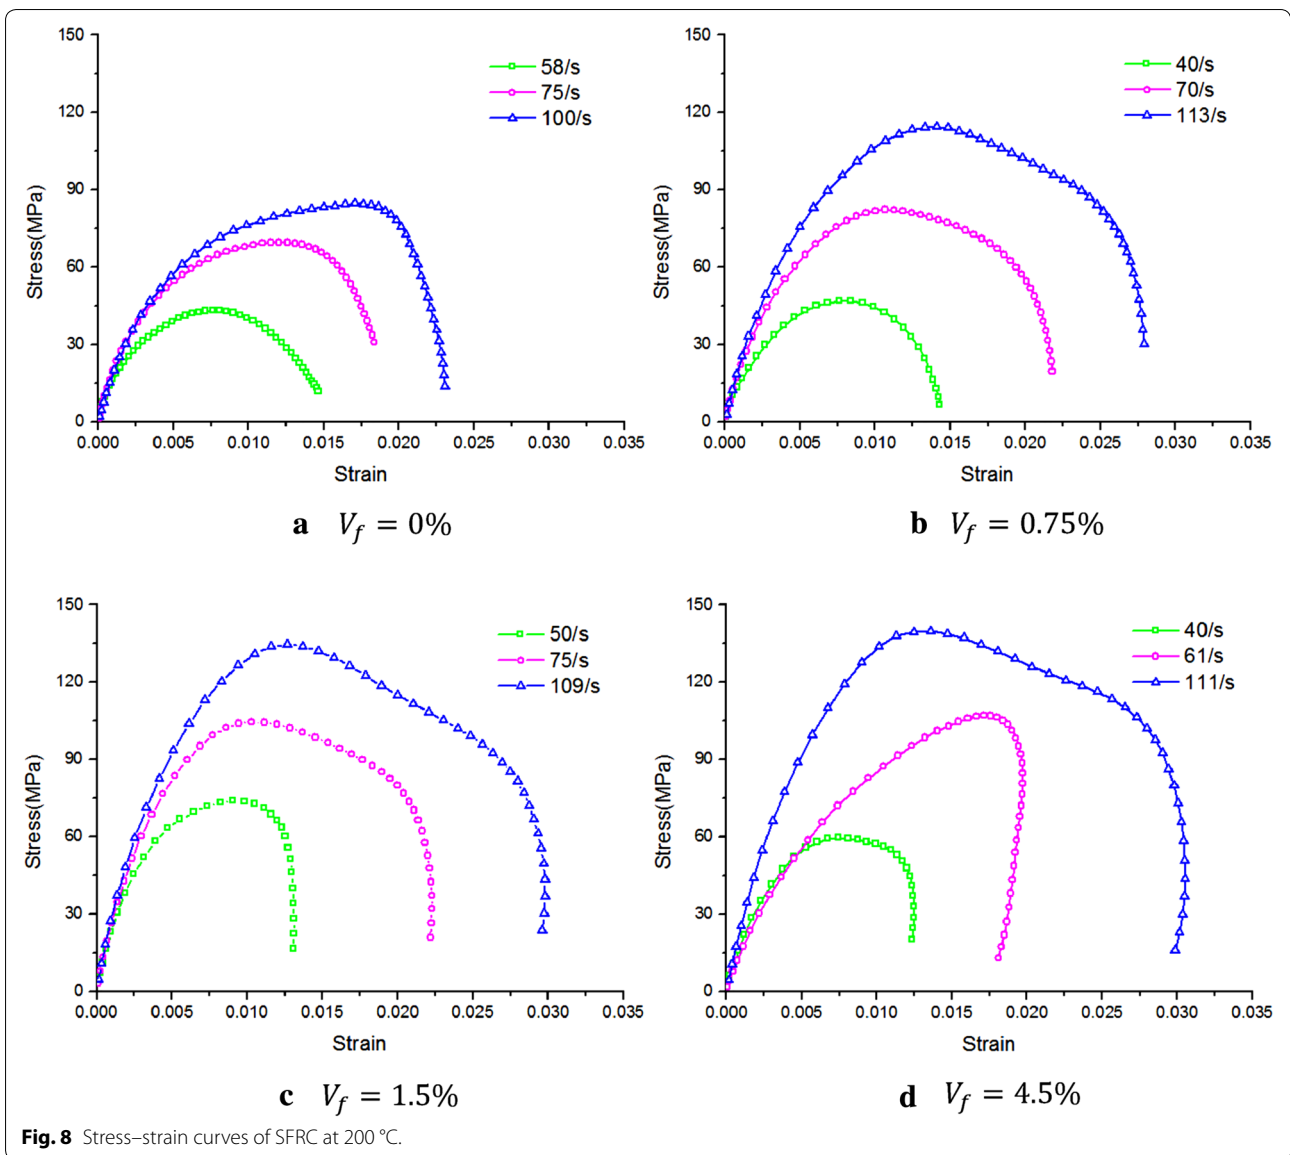 150
120
90
60
30
0
Stress(MPa)
58/s
75/s
100/s
0.000 0.005 0.010 0.015 0.020 0.025 0.030 0.035
Strain
a V_f = 0%
150
120
90
60
30
0
Stress(MPa)
40/s
70/s
113/s
0.000 0.005 0.010 0.015 0.020 0.025 0.030 0.035
Strain
b V_f = 0.75%
150
120
90
60
30
0
Stress(MPa)
50/s
75/s
109/s
0.000 0.005 0.010 0.015 0.020 0.025 0.030 0.035
Strain
c V_f = 1.5%
150
120
90
60
30
0
Stress(MPa)
40/s
61/s
111/s
0.000 0.005 0.010 0.015 0.020 0.025 0.030 0.035
Strain
d V_f = 4.5%
Fig. 8 Stress–strain curves of SFRC at 200 °C.